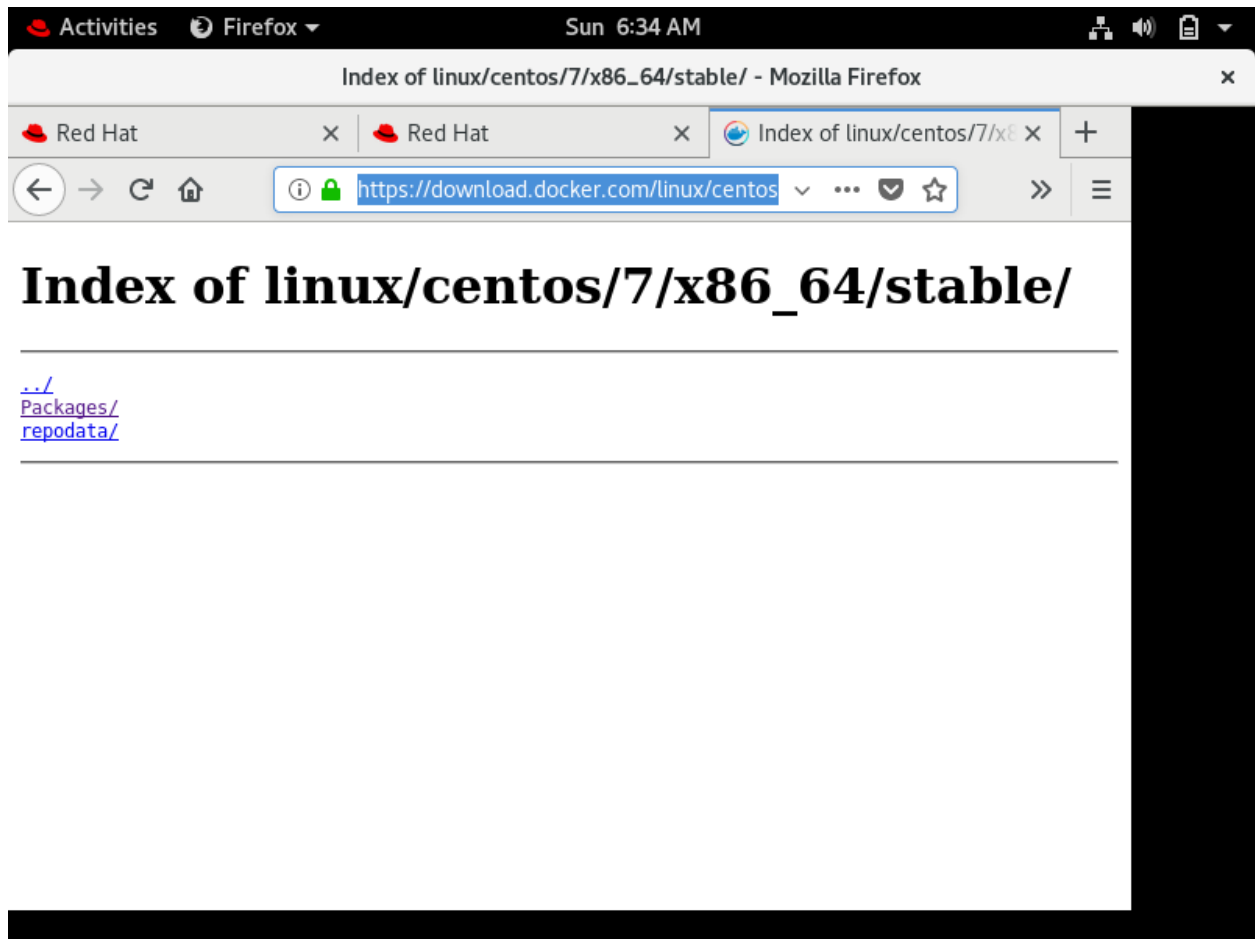 Activities Firefox Sun 6:34 AM
Index of linux/centos/7/x86_64/stable/ - Mozilla Firefox
Red Hat Red Hat Index of linux/centos/7/x8
https://download.docker.com/linux/centos
Index of linux/centos/7/x86_64/stable/
../
Packages/
repodata/